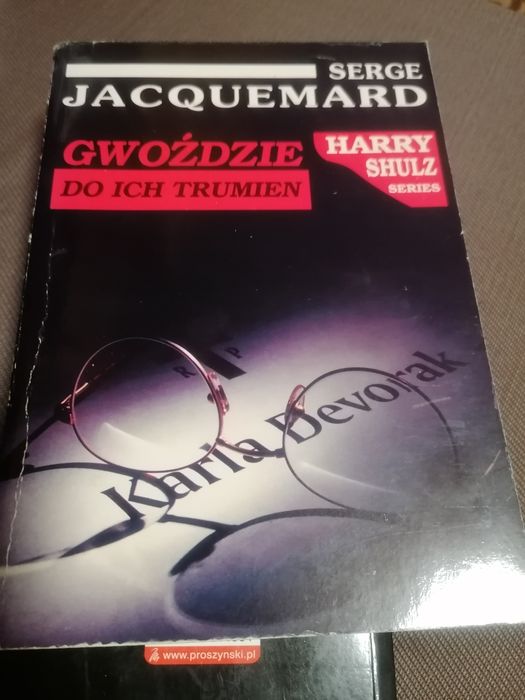 SERGE
JACQUEMARD
GWOŹDZIE
DO ICH TRUMIEN
HARRY
SHULZ
SERIES
R P
Karla Devorak
www.proszynski.pl